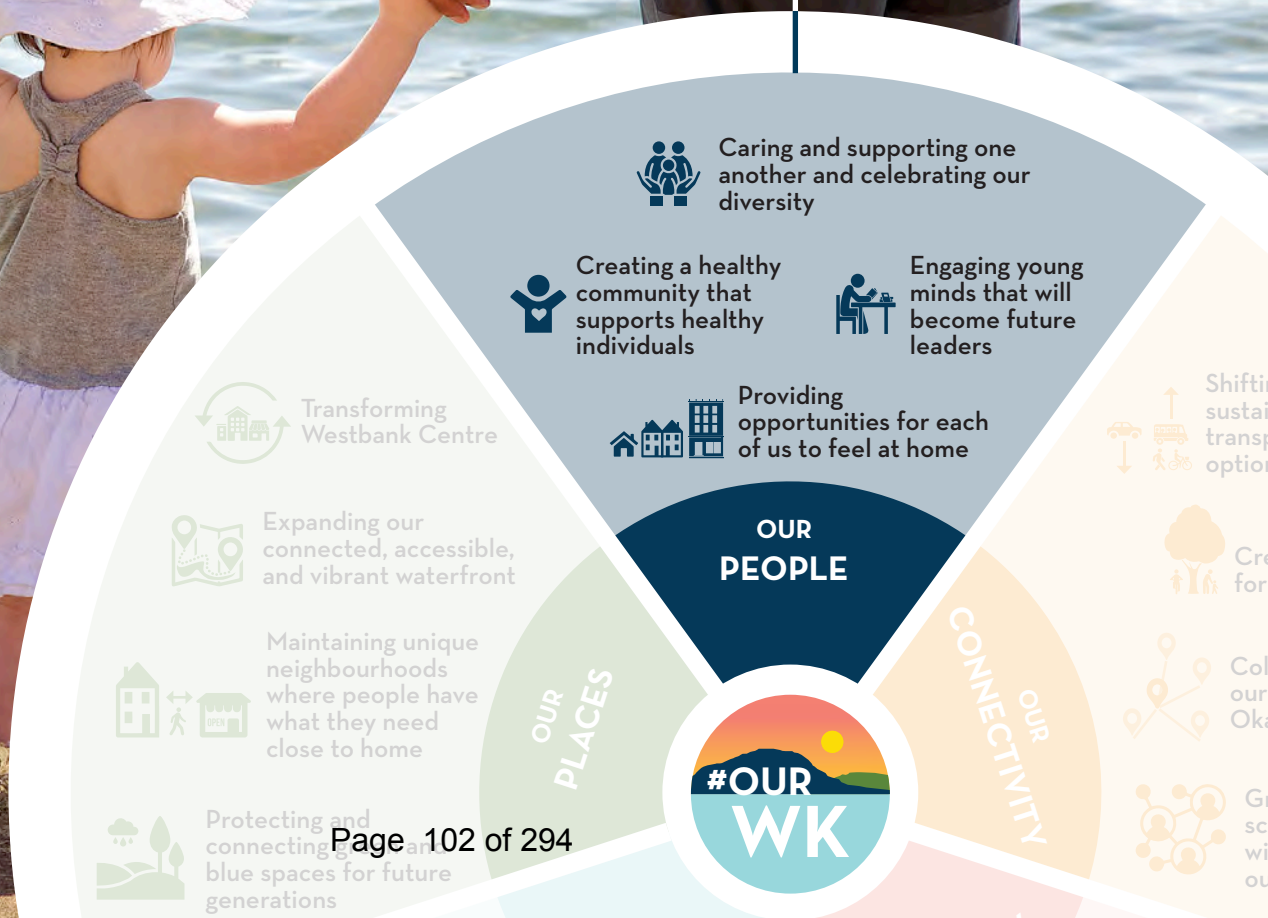 Caring and supporting one
another and celebrating our
diversity
Creating a healthy
community that
supports healthy
individuals
Engaging young
minds that will
become future
leaders
Providing
opportunities for each
of us to feel at home
OUR
PEOPLE
Transforming
Westbank Centre
Expanding our
connected, accessible,
and vibrant waterfront
Maintaining unique
neighbourhoods
where people have
what they need
close to home
OPEN
Protecting and
connecting green and
blue spaces for future
generations
OUR
PLACES
OUR
CONNECTIVITY
#OUR
WK
Page 102 of 294